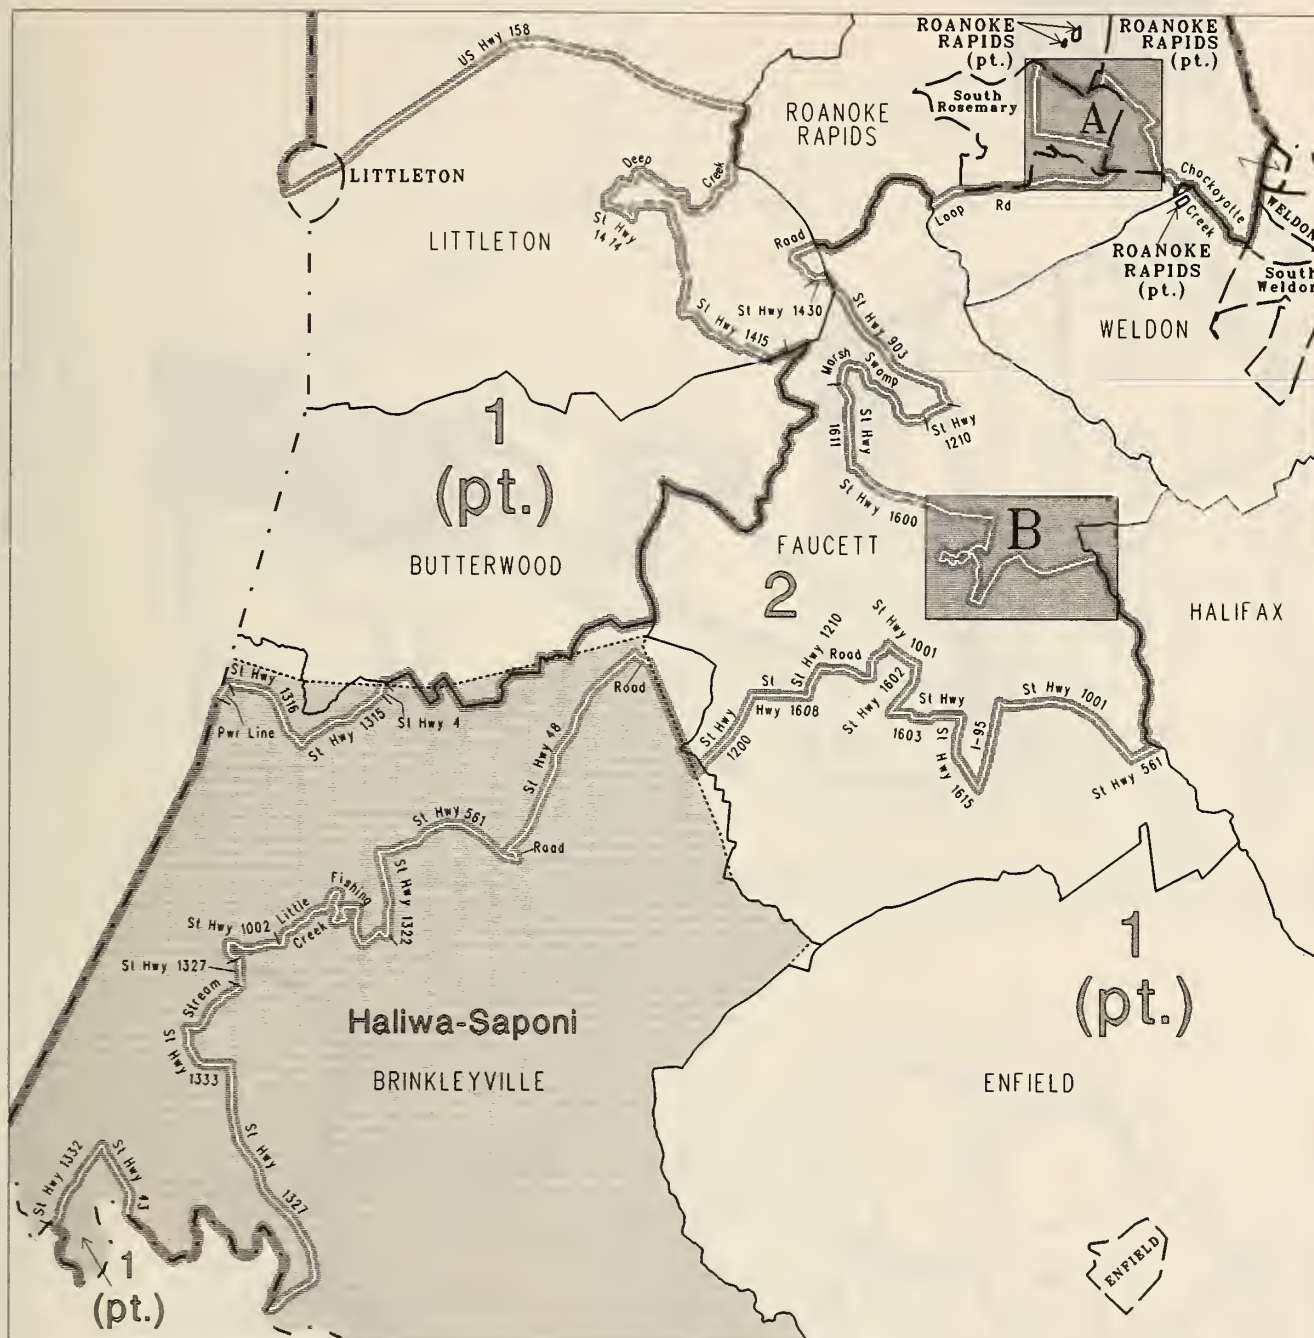 US Hwy 158
ROANOKE
RAPIDS
(pt.)
ROANOKE
RAPIDS
(pt.)
South
Rosemary
ROANOKE
RAPIDS
A
LITTLETON
Deep
Creek
St Hwy
1414
LITTLETON
Road
Loop Rd
Chockoyotte
Creek
WELDON
ROANOKE
RAPIDS
(pt.)
South
Weldon
WELDON
St Hwy 1430
St Hwy 903
St Hwy 1415
Marsh
Swamp
St Hwy
1210
St Hwy
1611
St Hwy 1600
1
(pt.)
BUTTERWOOD
FAUCETT
2
B
HALIFAX
St Hwy 1316
Pwr Line
St Hwy 1315
St Hwy 4
Road
St Hwy 48
St Hwy
1200
St
Hwy 1608
St Hwy 1210
Road
St Hwy
1001
St Hwy
1602
St Hwy
1603
St Hwy
1615
I-95
St Hwy 1001
St Hwy 561
St Hwy 561
Road
St Hwy 1322
Fishing
Little
Creek
St Hwy 1002
St Hwy 1327
Stream
St Hwy
1333
Haliwa-Saponi
BRINKLEYVILLE
1
(pt.)
ENFIELD
St Hwy
1327
St Hwy 1332
St Hwy 43
1
(pt.)
ENFIELD